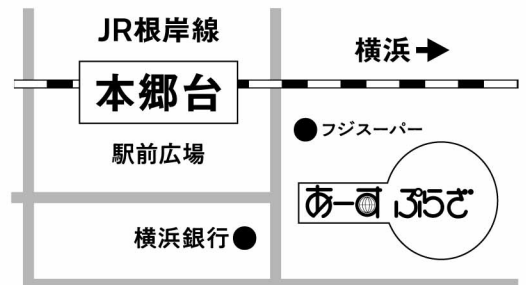 JR根岸線
横浜
本郷台
フジスーパー
駅前広場
あーす ぷらざ
横浜銀行